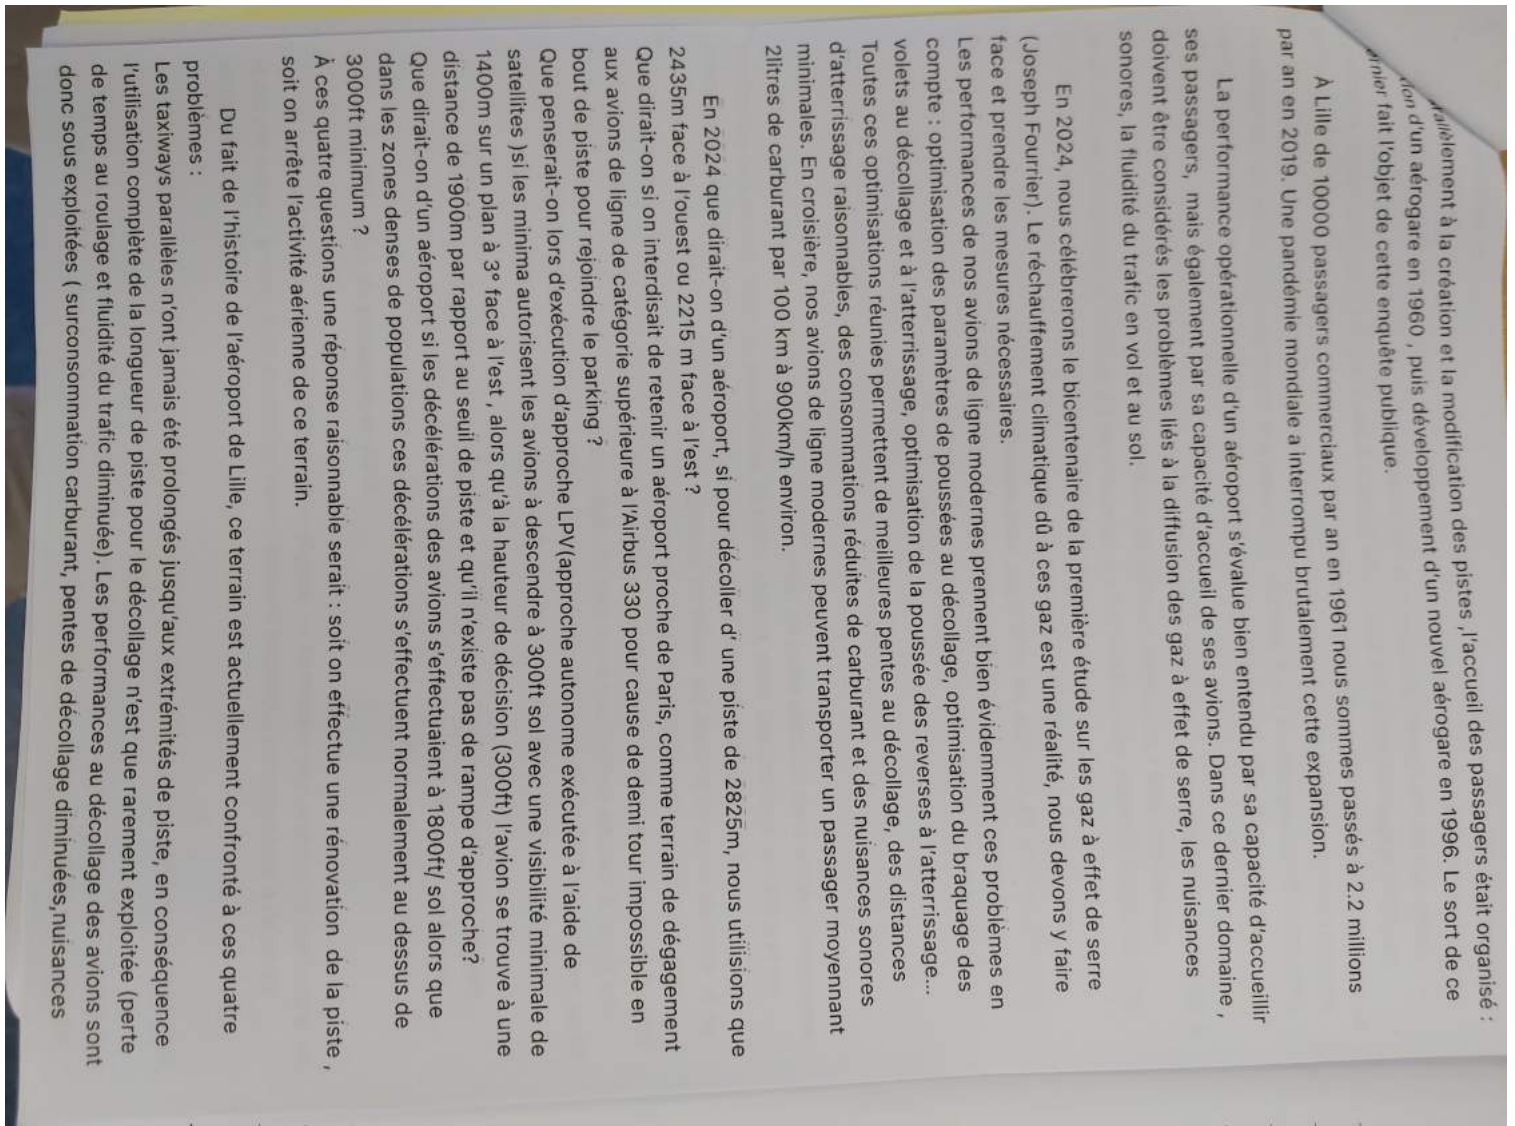 rallèlement à la création et la modification des pistes ,l'accueil des passagers était organisé :
d'un aérogare en 1960 , puis développement d'un nouvel aérogare en 1996. Le sort de ce
fait l'objet de cette enquête publique.
À Lille de 10000 passagers commerciaux par an en 1961 nous sommes passés à 2.2 millions
par an en 2019. Une pandémie mondiale a interrompu brutalement cette expansion.
La performance opérationnelle d'un aéroport s'évalue bien entendu par sa capacité d'accueillir
ses passagers, mais également par sa capacité d'accueil de ses avions. Dans ce dernier domaine ,
doivent être considérés les problèmes liés à la diffusion des gaz à effet de serre, les nuisances
sonores, la fluidité du trafic en vol et au sol.
En 2024, nous célébrerons le bicentenaire de la première étude sur les gaz à effet de serre
(Joseph Fourrier). Le réchauffement climatique dû à ces gaz est une réalité, nous devons y faire
face et prendre les mesures nécessaires.
Les performances de nos avions de ligne modernes prennent bien évidemment ces problèmes en
compte : optimisation des paramètres de poussées au décollage, optimisation du braquage des
volets au décollage et à l'atterrissage, optimisation de la poussée des reverses à l'atterrissage...
Toutes ces optimisations réunies permettent de meilleures pentes au décollage, des distances
d'atterrissage raisonnables, des consommations réduites de carburant et des nuisances sonores
minimales. En croisière, nos avions de ligne modernes peuvent transporter un passager moyennant
2litres de carburant par 100 km à 900km/h environ.
En 2024 que dirait-on d'un aéroport, si pour décoller d' une piste de 2825m, nous utilisions que
2435m face à l'ouest ou 2215 m face à l'est ?
Que dirait-on si on interdisait de retenir un aéroport proche de Paris, comme terrain de dégagement
aux avions de ligne de catégorie supérieure à l'Airbus 330 pour cause de demi tour impossible en
bout de piste pour rejoindre le parking ?
Que penserait-on lors d'exécution d'approche LPV(approche autonome exécutée à l'aide de
satellites )si les minima autorisent les avions à descendre à 300ft sol avec une visibilité minimale de
1400m sur un plan à 3° face à l'est , alors qu'à la hauteur de décision (300ft) l'avion se trouve à une
distance de 1900m par rapport au seuil de piste et qu'il n'existe pas de rampe d'approche?
Que dirait-on d'un aéroport si les décélérations des avions s'effectuaient à 1800ft/ sol alors que
dans les zones denses de populations ces décélérations s'effectuent normalement au dessus de
3000ft minimum ?
À ces quatre questions une réponse raisonnable serait : soit on effectue une rénovation de la piste ,
soit on arrête l'activité aérienne de ce terrain.
Du fait de l'histoire de l'aéroport de Lille, ce terrain est actuellement confronté à ces quatre
problèmes :
Les taxiways parallèles n'ont jamais été prolongés jusqu'aux extrémités de piste, en conséquence
l'utilisation complète de la longueur de piste pour le décollage n'est que rarement exploitée (perte
de temps au roulage et fluidité du trafic diminuée). Les performances au décollage des avions sont
donc sous exploitées ( surconsommation carburant, pentes de décollage diminuées,nuisances